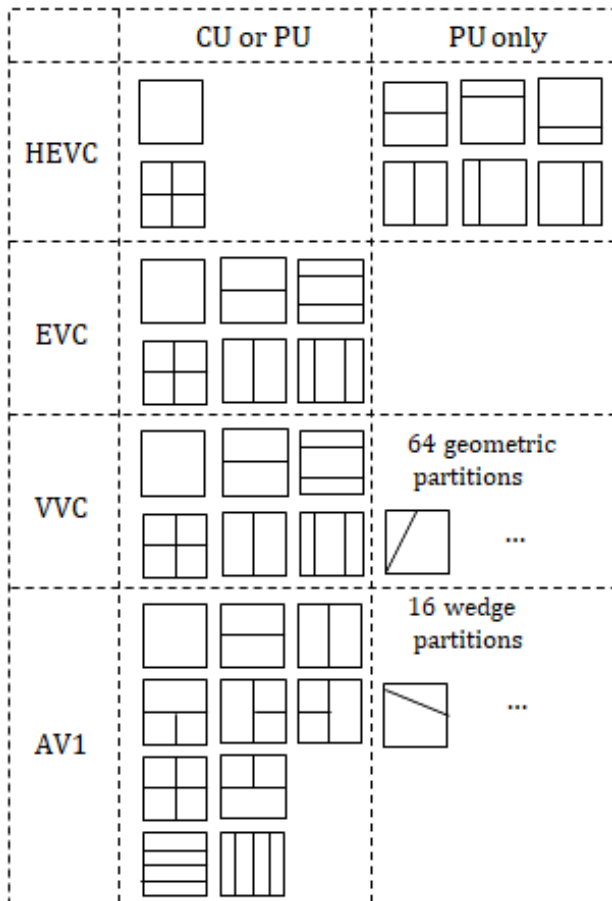 CU or PU
PU only
HEVC
EVC
VVC
64 geometric
partitions
...
AV1
16 wedge
partitions
...